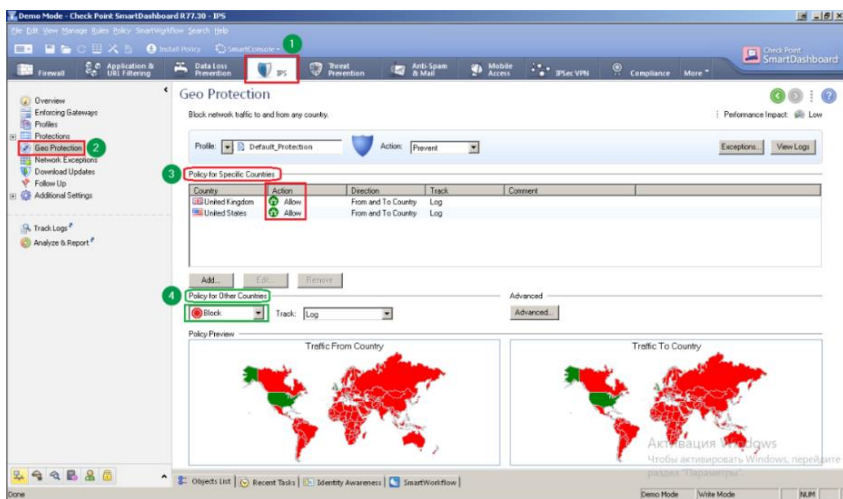 Demo Mode - Check Point SmartDashboard R77.30 - IPS
File Edit View Manage Rules Policy SmartWorkflow Search Help
Install Policy SmartConsole
1
Check Point
SmartDashboard
Firewall
Application & URL Filtering
Data Loss Prevention
IPS
Threat Prevention
Anti-Spam & Mail
Mobile Access
IPSec VPN
Compliance
More
Overview
Enforcing Gateways
Profiles
Protections
Geo Protection
2
Network Exceptions
Download Updates
Follow Up
Additional Settings
Track Logs
Analyze & Report
Geo Protection
Block network traffic to and from any country.
Performance Impact: Low
Profile: Default_Protection
Action: Prevent
Exceptions... View Logs
3
Policy for Specific Countries
Country Action Direction Track Comment
United Kingdom Allow From and To Country Log
United States Allow From and To Country Log
Add... Edit... Remove
4
Policy for Other Countries
Advanced
Block Track: Log
Advanced...
Policy Preview
Traffic From Country
Traffic To Country
Активация Windows
Чтобы активировать Windows, перейдите
раздел "Параметры".
Objects List Recent Tasks Identity Awareness SmartWorkflow
Done
Demo Mode Write Mode NUM